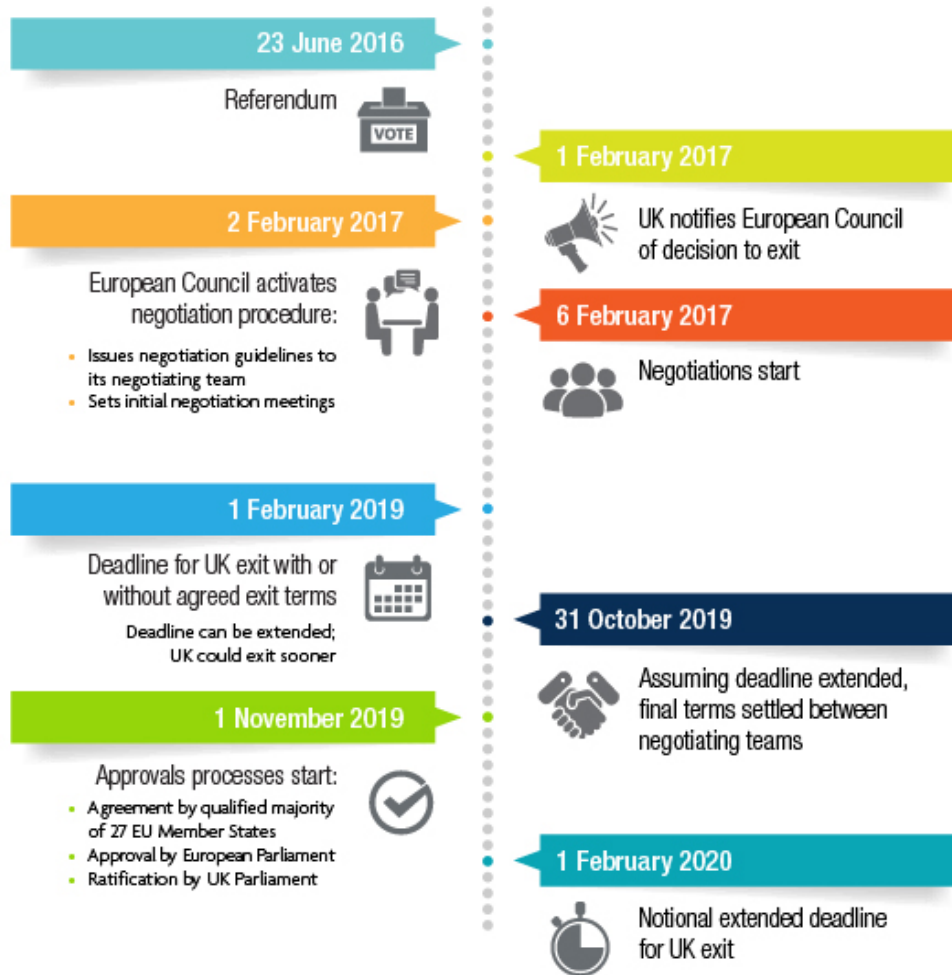 23 June 2016
Referendum
VOTE
1 February 2017
UK notifies European Council
of decision to exit
2 February 2017
European Council activates
negotiation procedure:
• Issues negotiation guidelines to
its negotiating team
• Sets initial negotiation meetings
6 February 2017
Negotiations start
1 February 2019
Deadline for UK exit with or
without agreed exit terms
Deadline can be extended;
UK could exit sooner
31 October 2019
Assuming deadline extended,
final terms settled between
negotiating teams
1 November 2019
Approvals processes start:
• Agreement by qualified majority
of 27 EU Member States
• Approval by European Parliament
• Ratification by UK Parliament
1 February 2020
Notional extended deadline
for UK exit